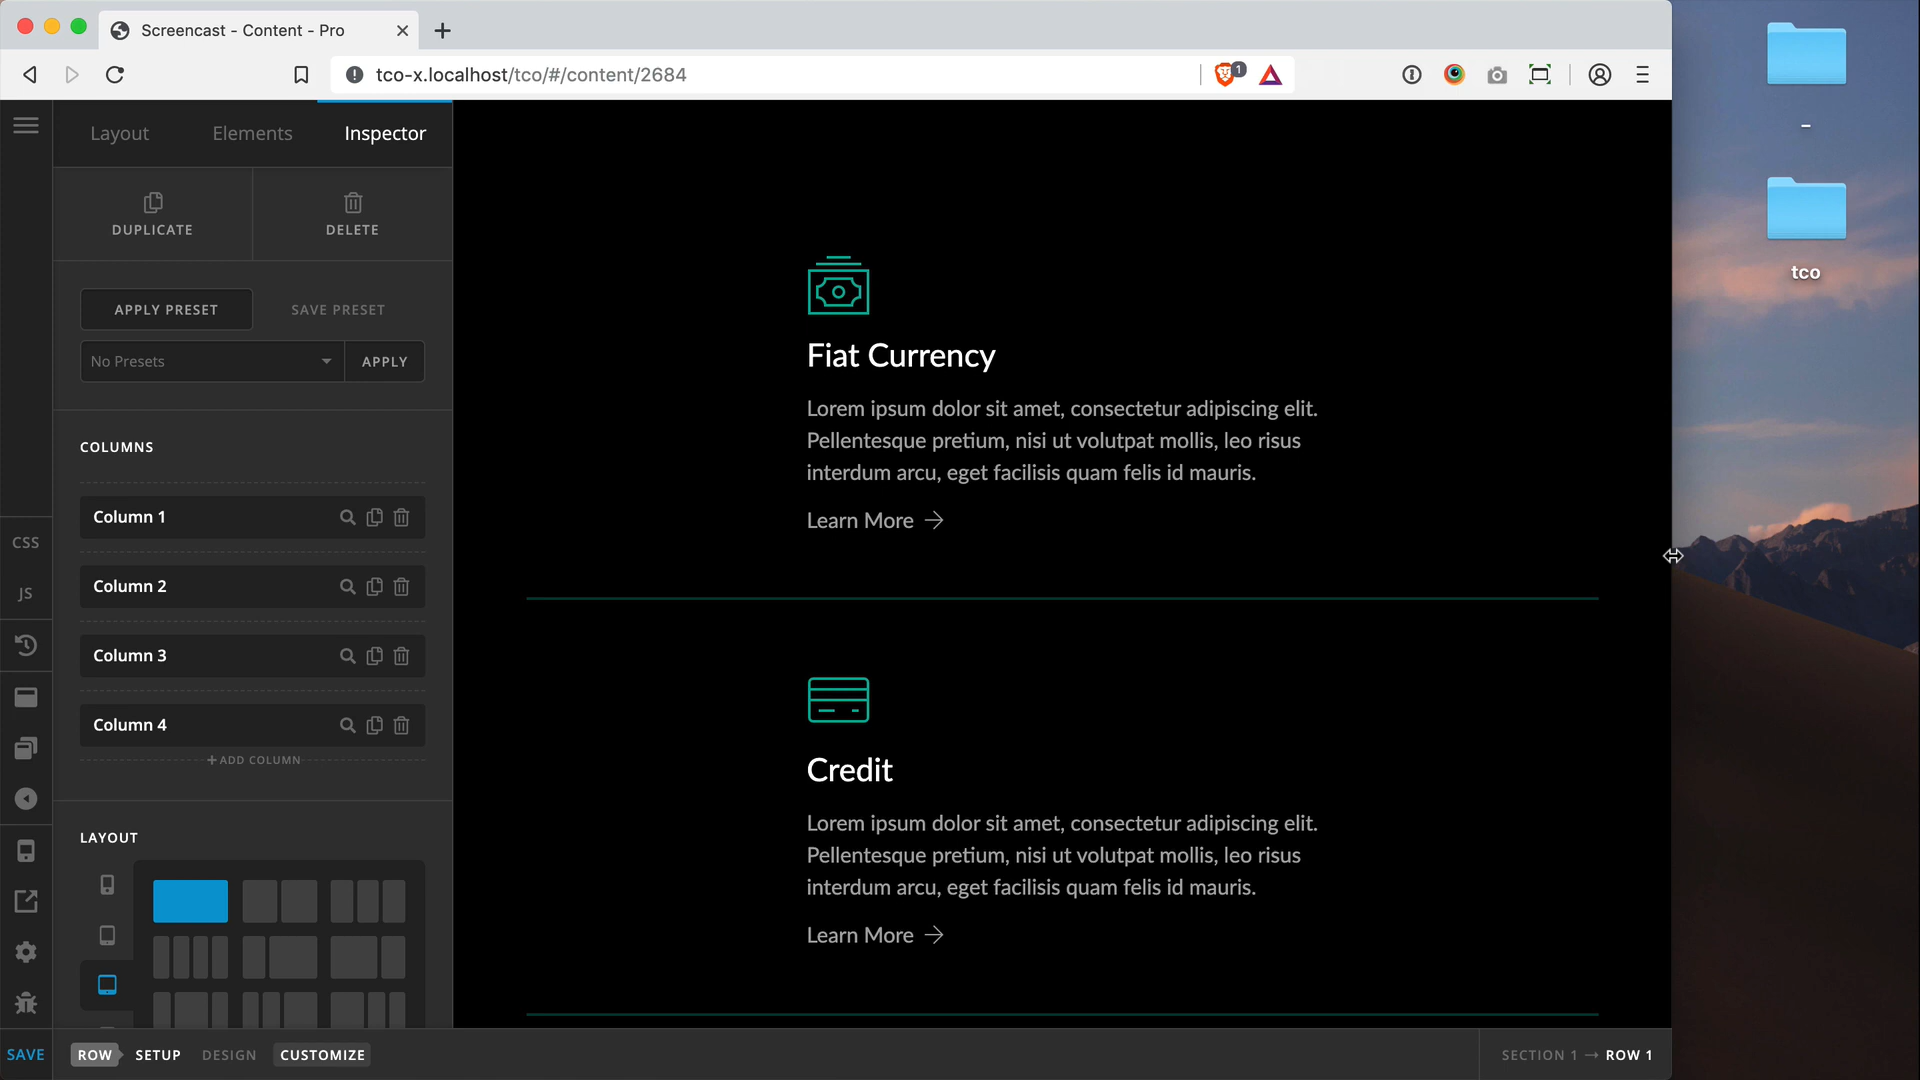 Screencast - Content - Pro
tco-x.localhost/tco/#/content/2684
1
–
tco
Layout
Elements
Inspector
DUPLICATE
DELETE
APPLY PRESET
SAVE PRESET
No Presets
APPLY
COLUMNS
Column 1
Column 2
Column 3
Column 4
+ ADD COLUMN
LAYOUT
CSS
JS
Fiat Currency
Lorem ipsum dolor sit amet, consectetur adipiscing elit.
Pellentesque pretium, nisi ut volutpat mollis, leo risus
interdum arcu, eget facilisis quam felis id mauris.
Learn More →
Credit
Lorem ipsum dolor sit amet, consectetur adipiscing elit.
Pellentesque pretium, nisi ut volutpat mollis, leo risus
interdum arcu, eget facilisis quam felis id mauris.
Learn More →
SAVE
ROW
SETUP
DESIGN
CUSTOMIZE
SECTION 1 → ROW 1